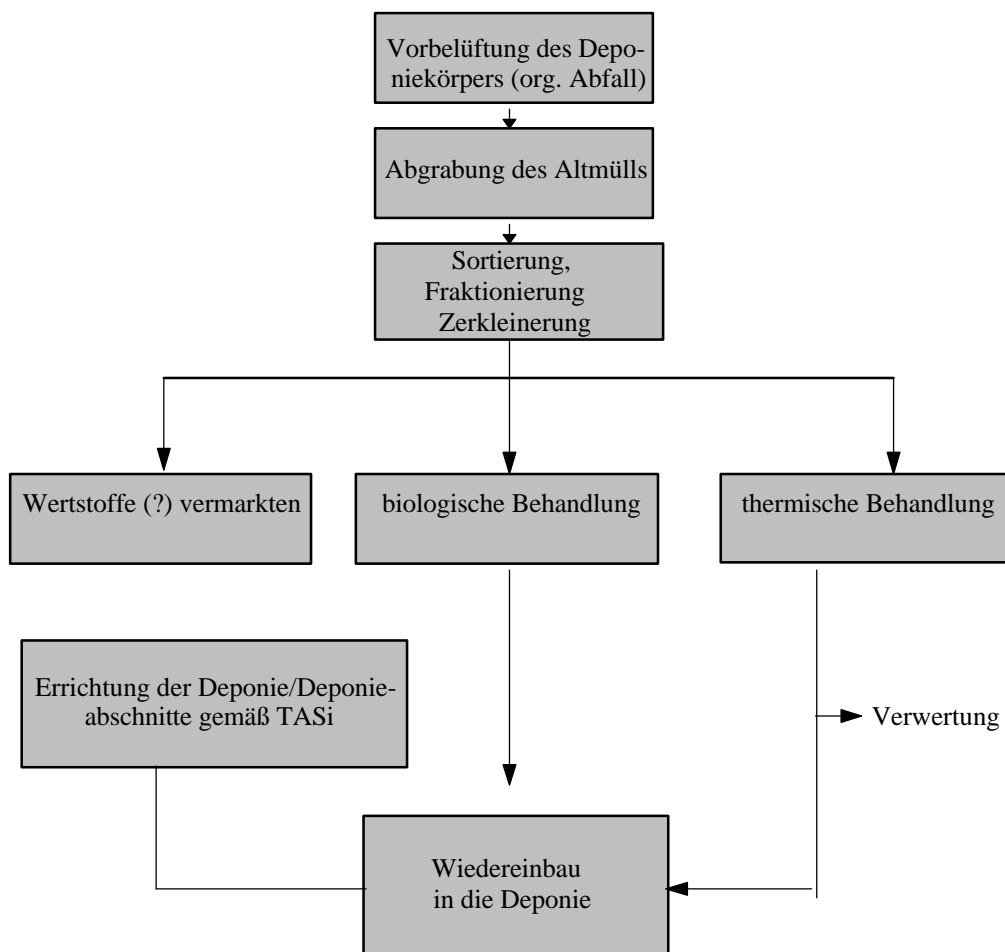 Vorbelüftung des Depo-
niekörpers (org. Abfall)
Abgrabung des Altmülls
Sortierung,
Fraktionierung
Zerkleinerung
Wertstoffe (?) vermarkten
biologische Behandlung
thermische Behandlung
Errichtung der Deponie/Deponie-
abschnitte gemäß TASi
Verwertung
Wiedereinbau
in die Deponie